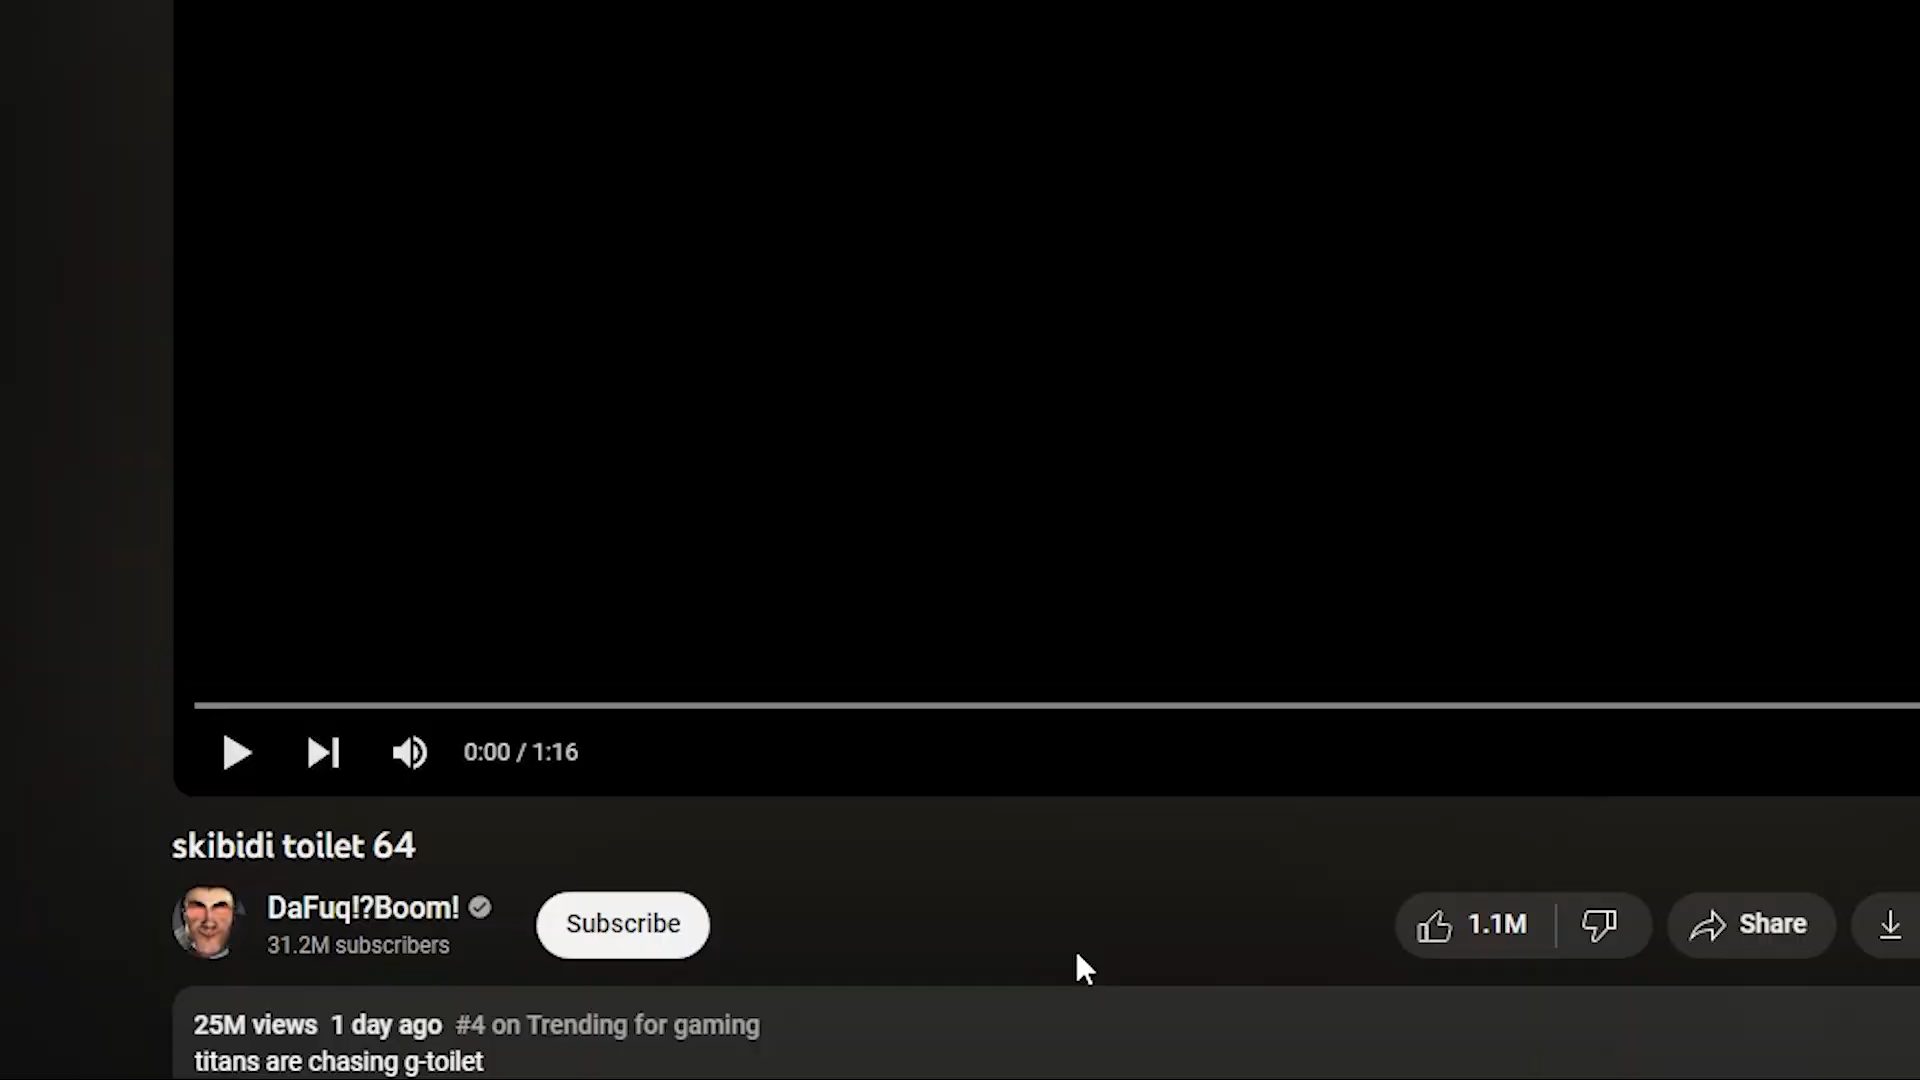 0:00 / 1:16
skibidi toilet 64
DaFuq!?Boom!
31.2M subscribers
Subscribe
1.1M
Share
25M views 1 day ago #4 on Trending for gaming
titans are chasing g-toilet